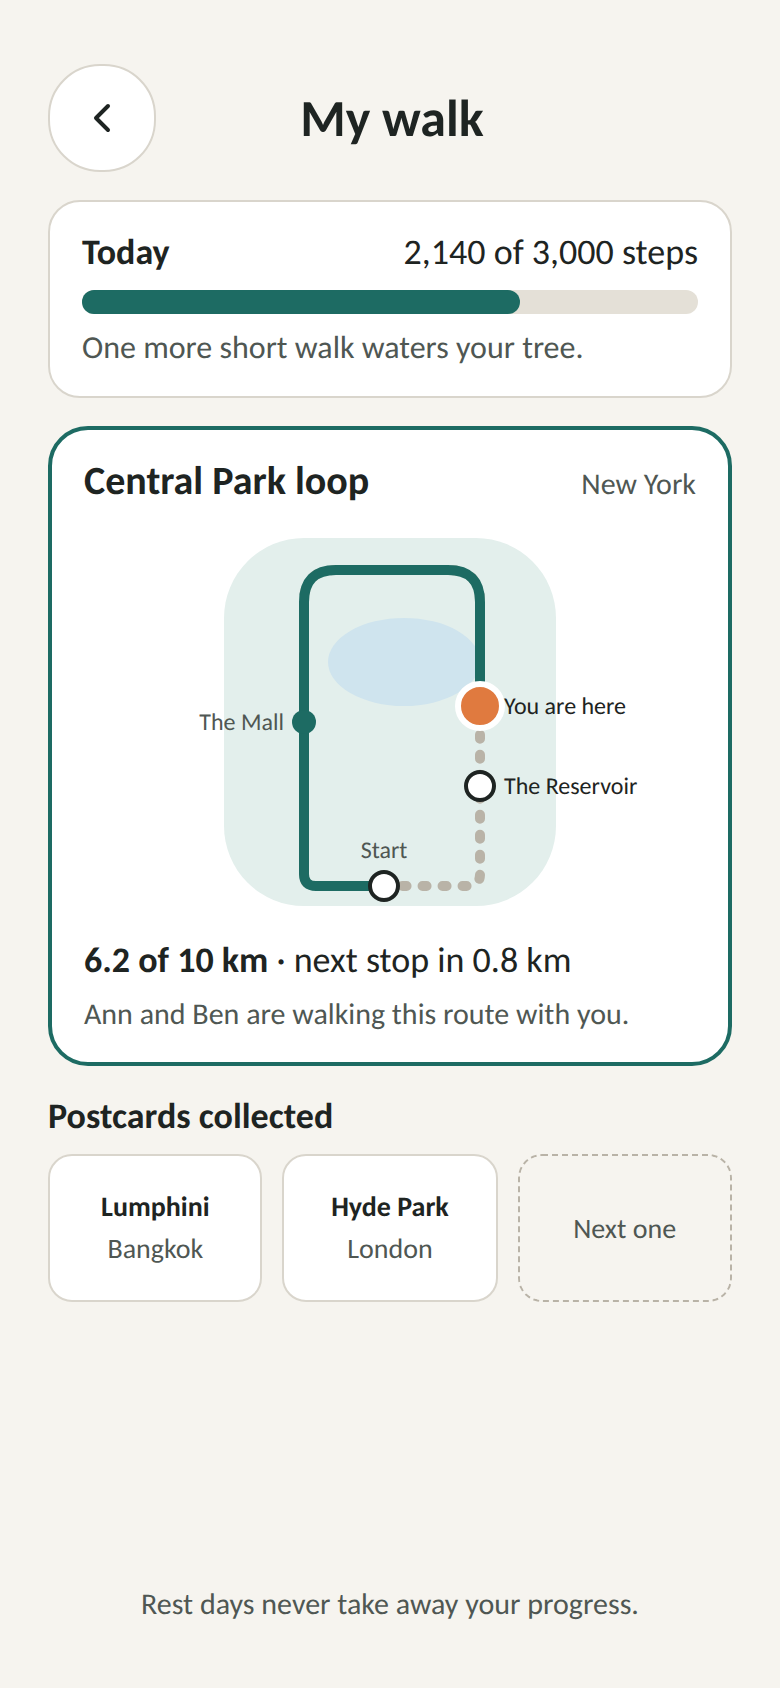 My walk
Today
2,140 of 3,000 steps
One more short walk waters your tree.
Central Park loop
New York
You are here
The Mall
The Reservoir
Start
6.2 of 10 km · next stop in 0.8 km
Ann and Ben are walking this route with you.
Postcards collected
Lumphini
Bangkok
Hyde Park
London
Next one
Rest days never take away your progress.